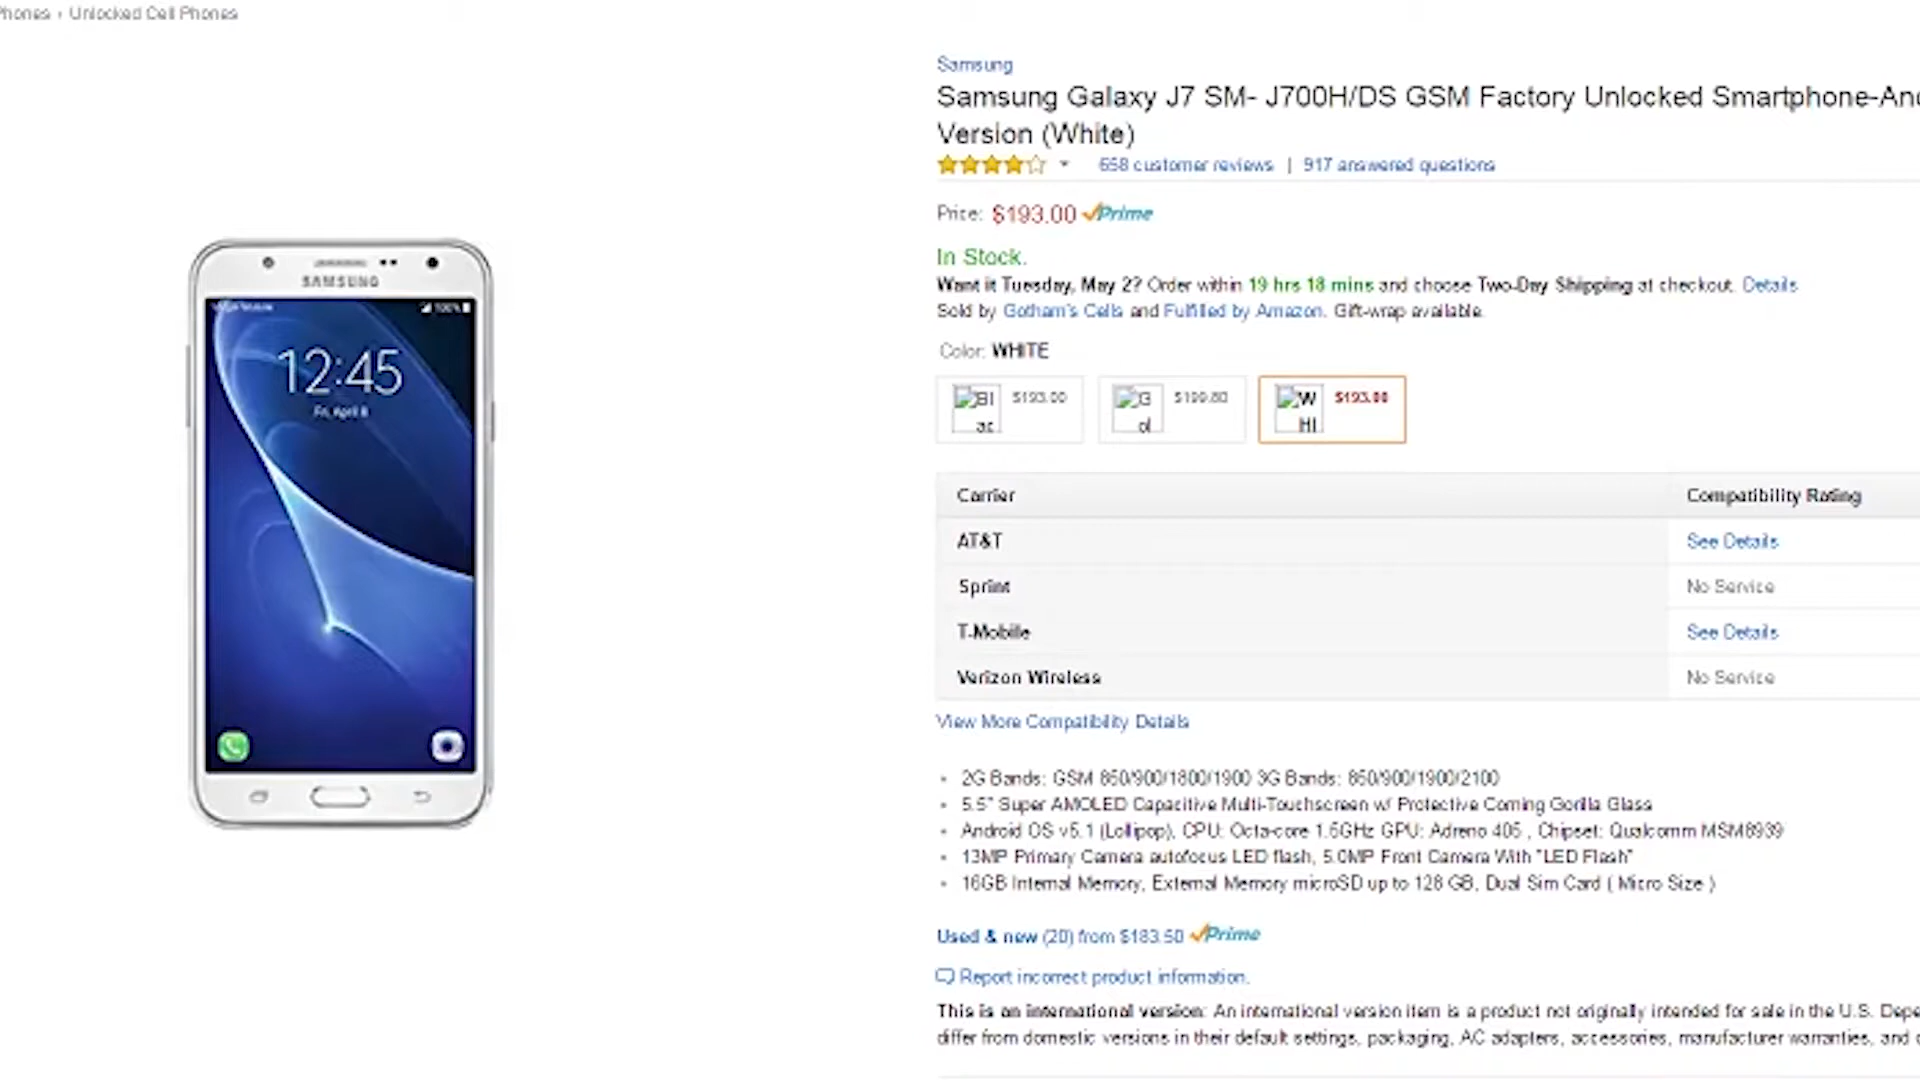 Phones › Unlocked Cell Phones
Samsung
Samsung Galaxy J7 SM- J700H/DS GSM Factory Unlocked Smartphone-And
Version (White)
658 customer reviews | 917 answered questions
Price: $193.00 Prime
In Stock.
Want it Tuesday, May 2? Order within 19 hrs 18 mins and choose Two-Day Shipping at checkout. Details
Sold by Gotham's Cells and Fulfilled by Amazon. Gift-wrap available.
Color: WHITE
Bl
ac
$193.00
G
ol
$199.80
W
HI
$193.00
SAMSUNG
100%
12:45
Fri, April 8
Carrier Compatibility Rating
AT&T See Details
Sprint No Service
T-Mobile See Details
Verizon Wireless No Service
View More Compatibility Details
2G Bands: GSM 850/900/1800/1900 3G Bands: 850/900/1900/2100
5.5" Super AMOLED Capacitive Multi-Touchscreen w/ Protective Corning Gorilla Glass
Android OS v5.1 (Lollipop), CPU: Octa-core 1.5GHz GPU: Adreno 405 , Chipset: Qualcomm MSM8939
13MP Primary Camera autofocus LED flash, 5.0MP Front Camera With "LED Flash"
16GB Internal Memory, External Memory microSD up to 128 GB, Dual Sim Card ( Micro Size )
Used & new (20) from $183.50 Prime
Report incorrect product information.
This is an international version: An international version item is a product not originally intended for sale in the U.S. Depe
differ from domestic versions in their default settings, packaging, AC adapters, accessories, manufacturer warranties, and